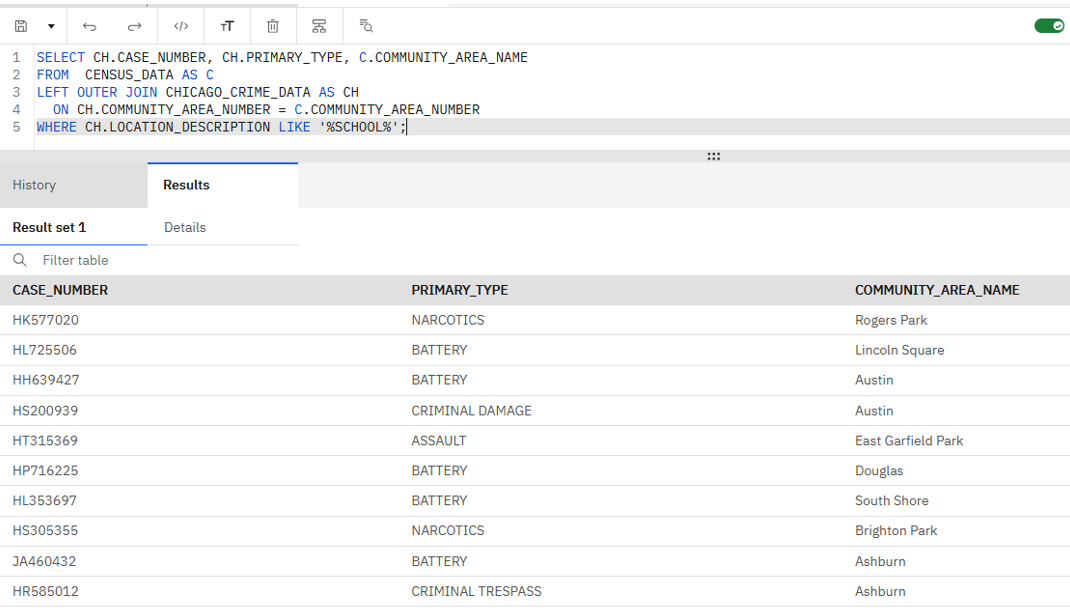 </>
TT
1 SELECT CH.CASE_NUMBER, CH.PRIMARY_TYPE, C.COMMUNITY_AREA_NAME
2 FROM  CENSUS_DATA AS C
3 LEFT OUTER JOIN CHICAGO_CRIME_DATA AS CH
4   ON CH.COMMUNITY_AREA_NUMBER = C.COMMUNITY_AREA_NUMBER
5 WHERE CH.LOCATION_DESCRIPTION LIKE '%SCHOOL%';
History Results
Result set 1 Details
Filter table
CASE_NUMBER PRIMARY_TYPE COMMUNITY_AREA_NAME
HK577020 NARCOTICS Rogers Park
HL725506 BATTERY Lincoln Square
HH639427 BATTERY Austin
HS200939 CRIMINAL DAMAGE Austin
HT315369 ASSAULT East Garfield Park
HP716225 BATTERY Douglas
HL353697 BATTERY South Shore
HS305355 NARCOTICS Brighton Park
JA460432 BATTERY Ashburn
HR585012 CRIMINAL TRESPASS Ashburn